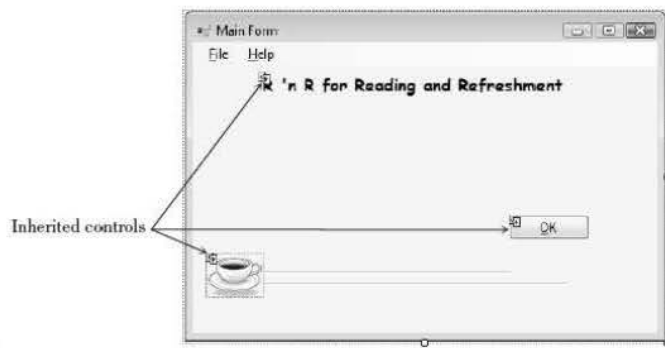 Main Form
File Help
R 'n R for Reading and Refreshment
Inherited controls
OK